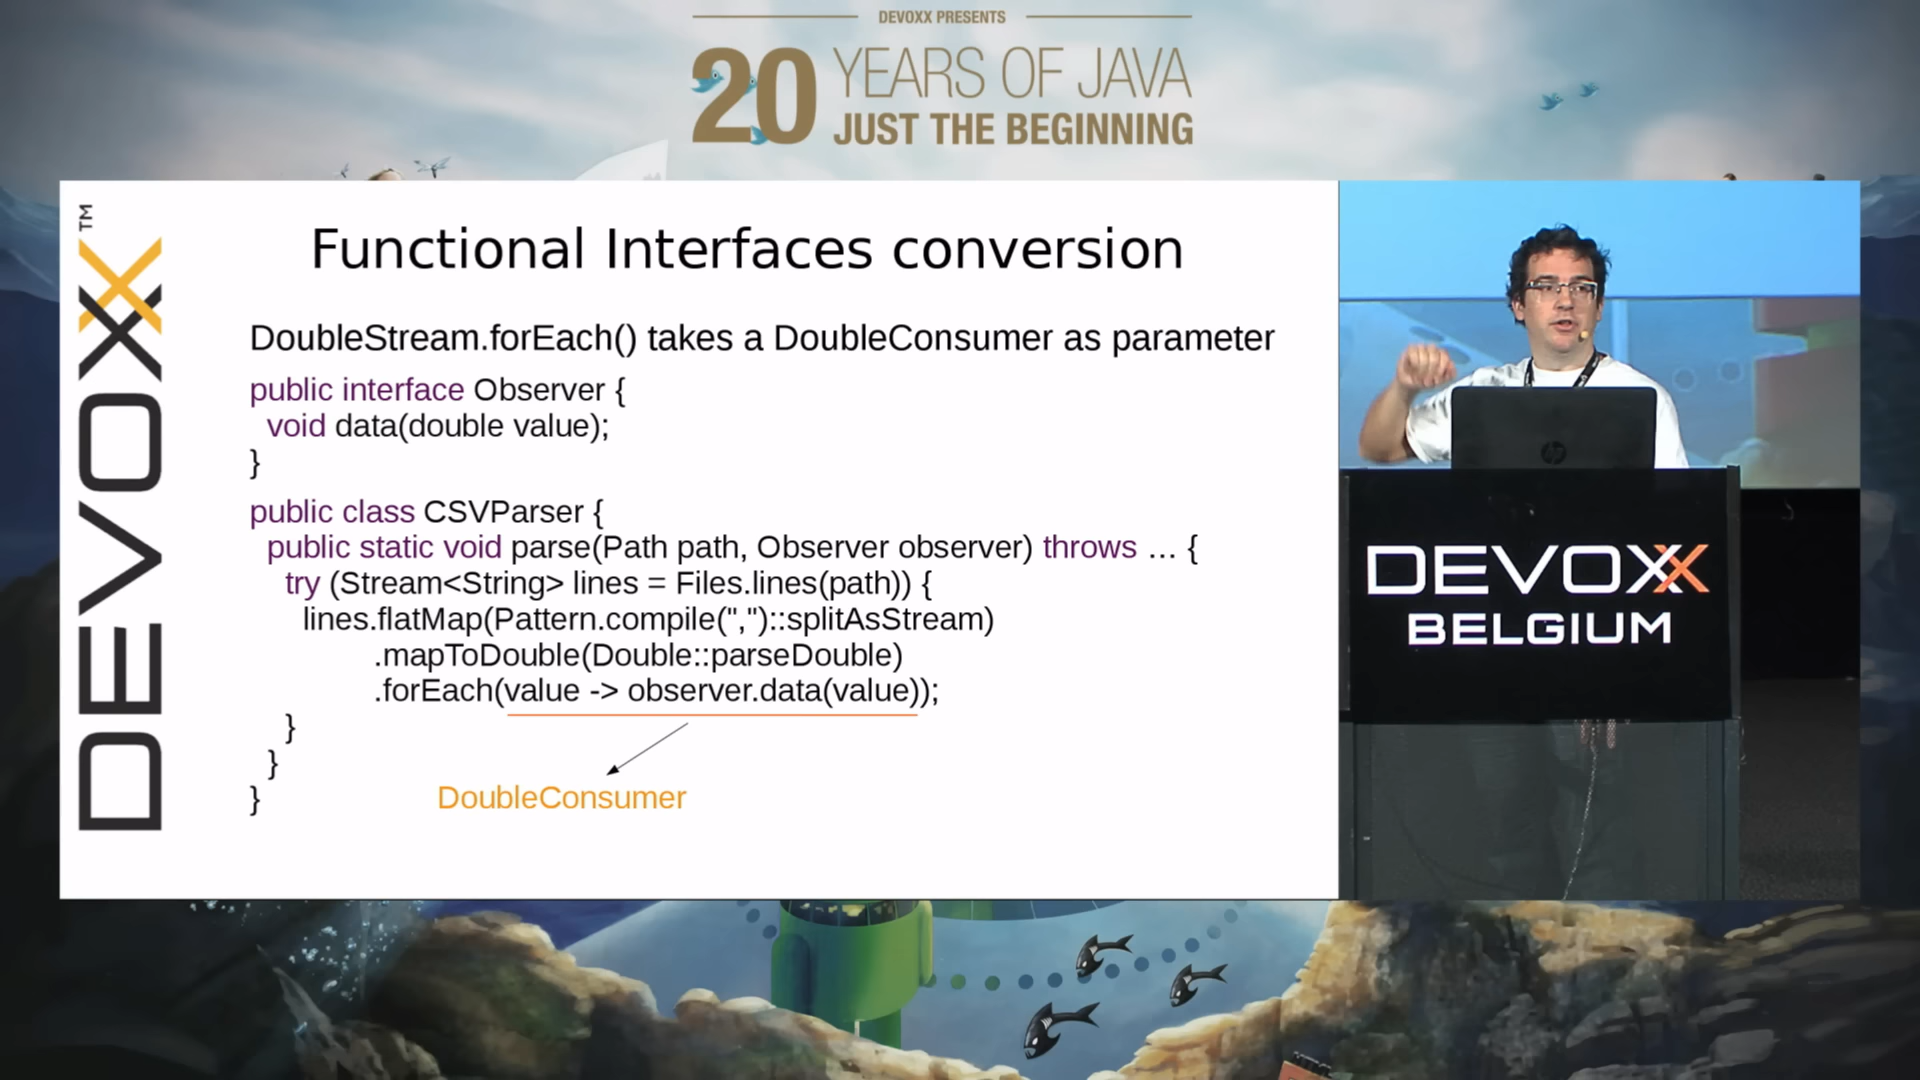 DEVOXX PRESENTS
20 YEARS OF JAVA
JUST THE BEGINNING
DEVOXX™
Functional Interfaces conversion
DoubleStream.forEach() takes a DoubleConsumer as parameter
public interface Observer {
void data(double value);
}
public class CSVParser {
public static void parse(Path path, Observer observer) throws … {
try (Stream<String> lines = Files.lines(path)) {
lines.flatMap(Pattern.compile(",")::splitAsStream)
.mapToDouble(Double::parseDouble)
.forEach(value -> observer.data(value));
}
}
}
DoubleConsumer
hp
DEVOXX
BELGIUM